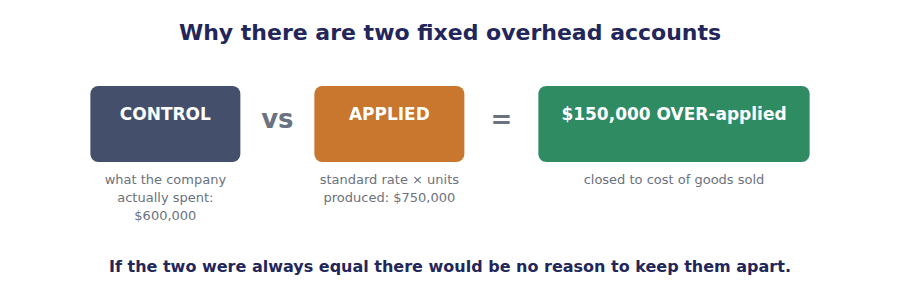 Why there are two fixed overhead accounts
CONTROL
vs
APPLIED
=
$150,000 OVER-applied
what the company
actually spent:
$600,000
standard rate × units
produced: $750,000
closed to cost of goods sold
If the two were always equal there would be no reason to keep them apart.